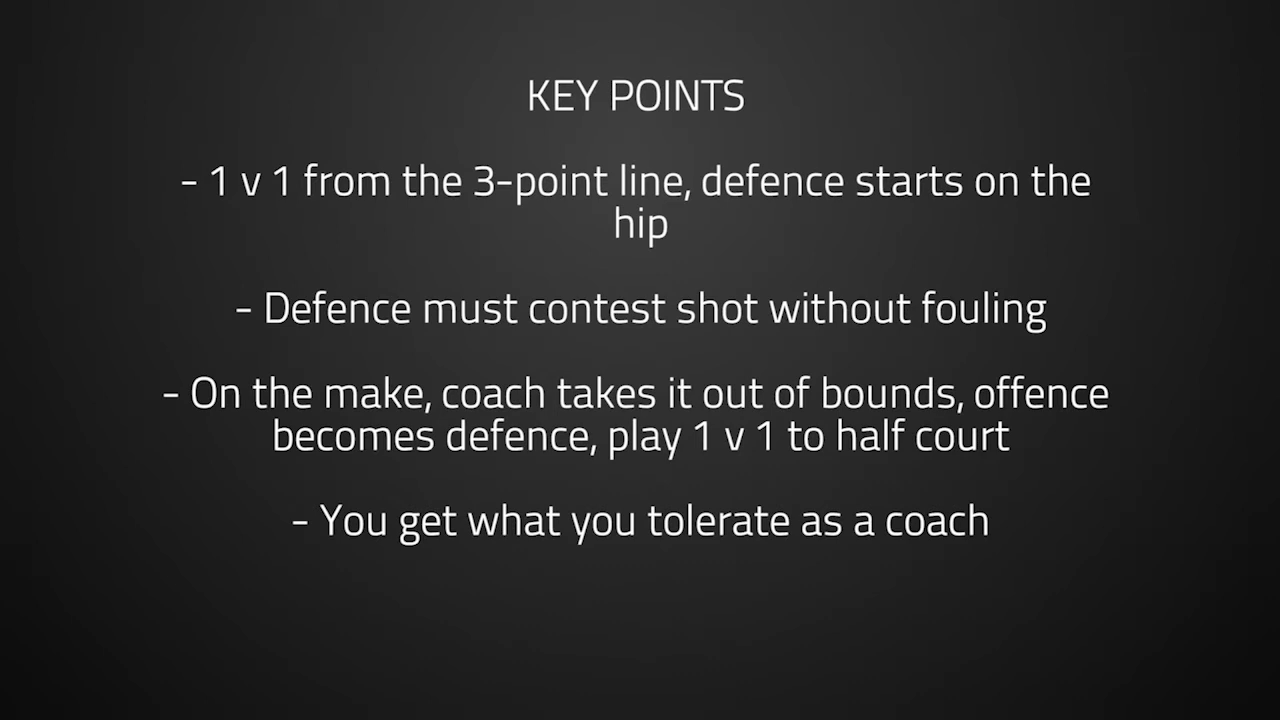 KEY POINTS
- 1 v 1 from the 3-point line, defence starts on the
hip
- Defence must contest shot without fouling
- On the make, coach takes it out of bounds, offence
becomes defence, play 1 v 1 to half court
- You get what you tolerate as a coach